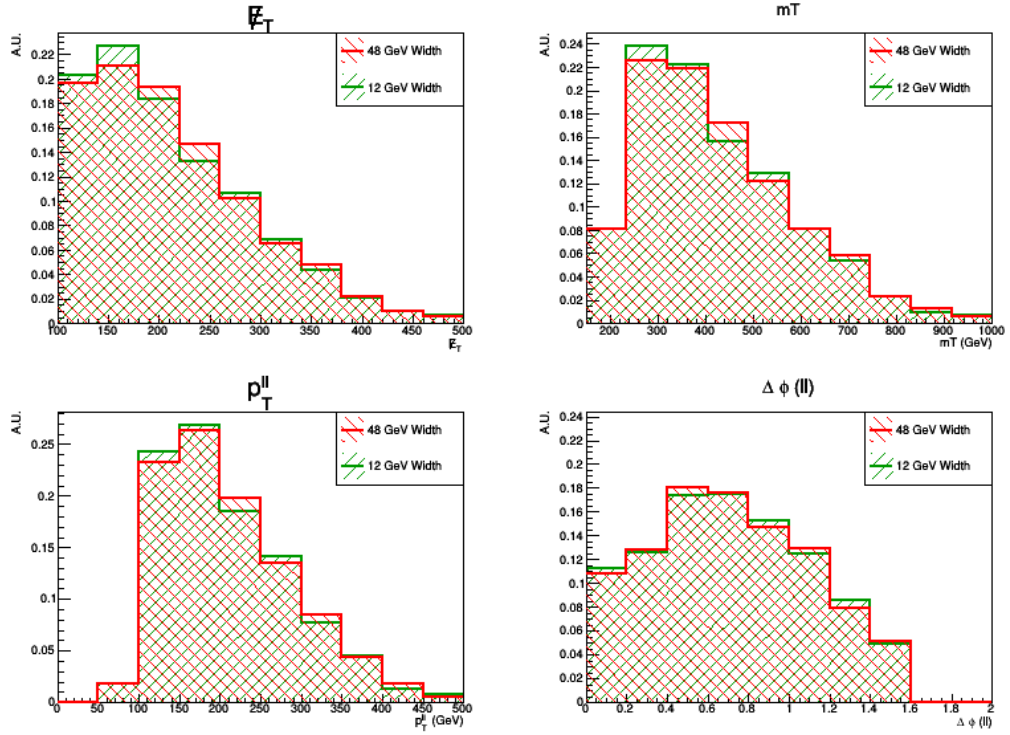 E̸_T
A.U.
48 GeV Width
12 GeV Width
0.22
0.2
0.18
0.16
0.14
0.12
0.1
0.08
0.06
0.04
0.02
0
100 150 200 250 300 350 400 450 500
E̸_T
mT
A.U.
48 GeV Width
12 GeV Width
0.24
0.22
0.2
0.18
0.16
0.14
0.12
0.1
0.08
0.06
0.04
0.02
0
200 300 400 500 600 700 800 900 1000
mT (GeV)
p_T^ll
A.U.
48 GeV Width
12 GeV Width
0.25
0.2
0.15
0.1
0.05
0
0 50 100 150 200 250 300 350 400 450 500
p_T^ll (GeV)
Δ ϕ (ll)
A.U.
48 GeV Width
12 GeV Width
0.24
0.22
0.2
0.18
0.16
0.14
0.12
0.1
0.08
0.06
0.04
0.02
0
0 0.2 0.4 0.6 0.8 1 1.2 1.4 1.6 1.8 2
Δ ϕ (ll)